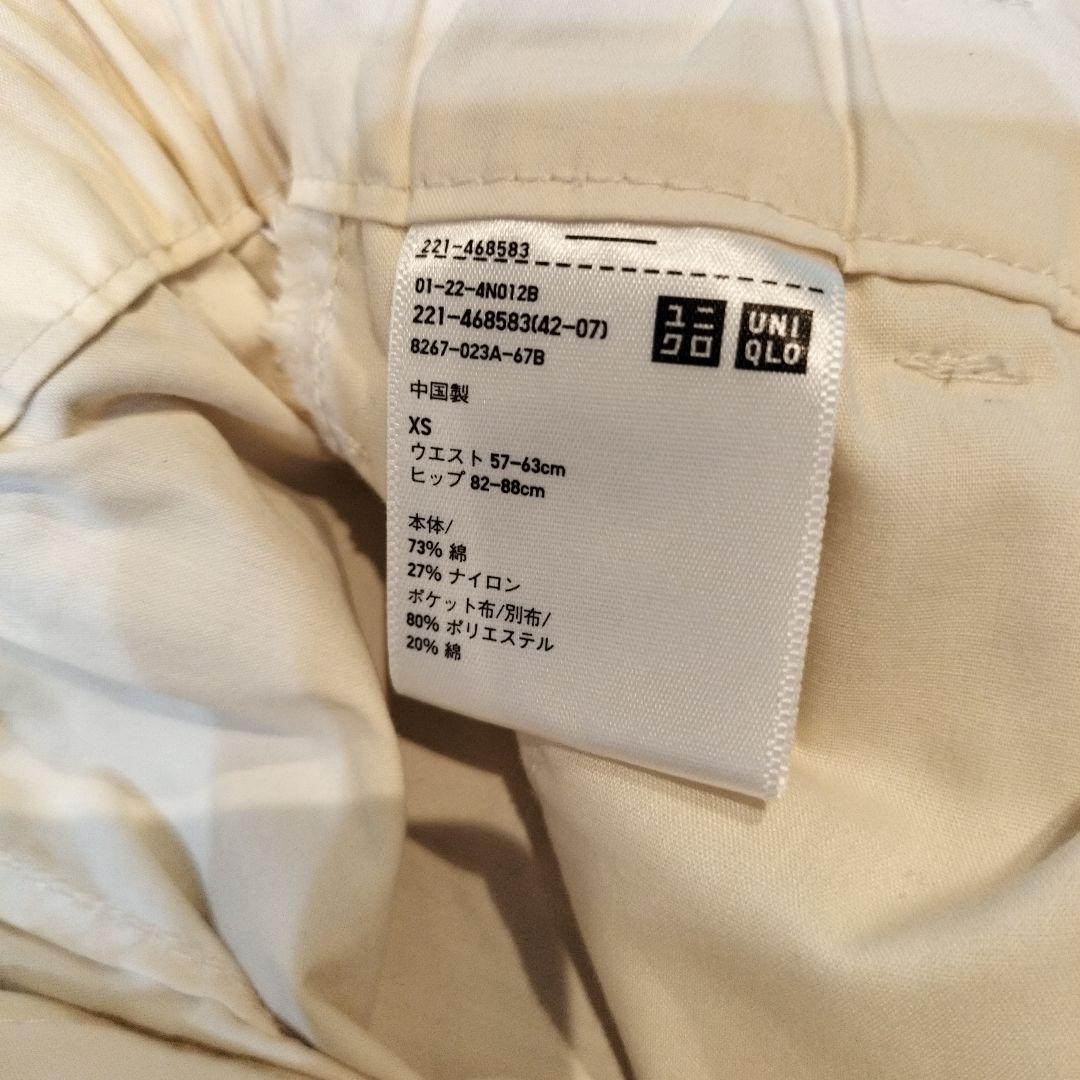 221-468583
01-22-4N012B
221-468583(42-07)
8267-023A-67B
ユニ
クロ
UNI
QLO
中国製
XS
ウエスト 57-63cm
ヒップ 82-88cm
本体/
73% 綿
27% ナイロン
ポケット布/別布/
80% ポリエステル
20% 綿